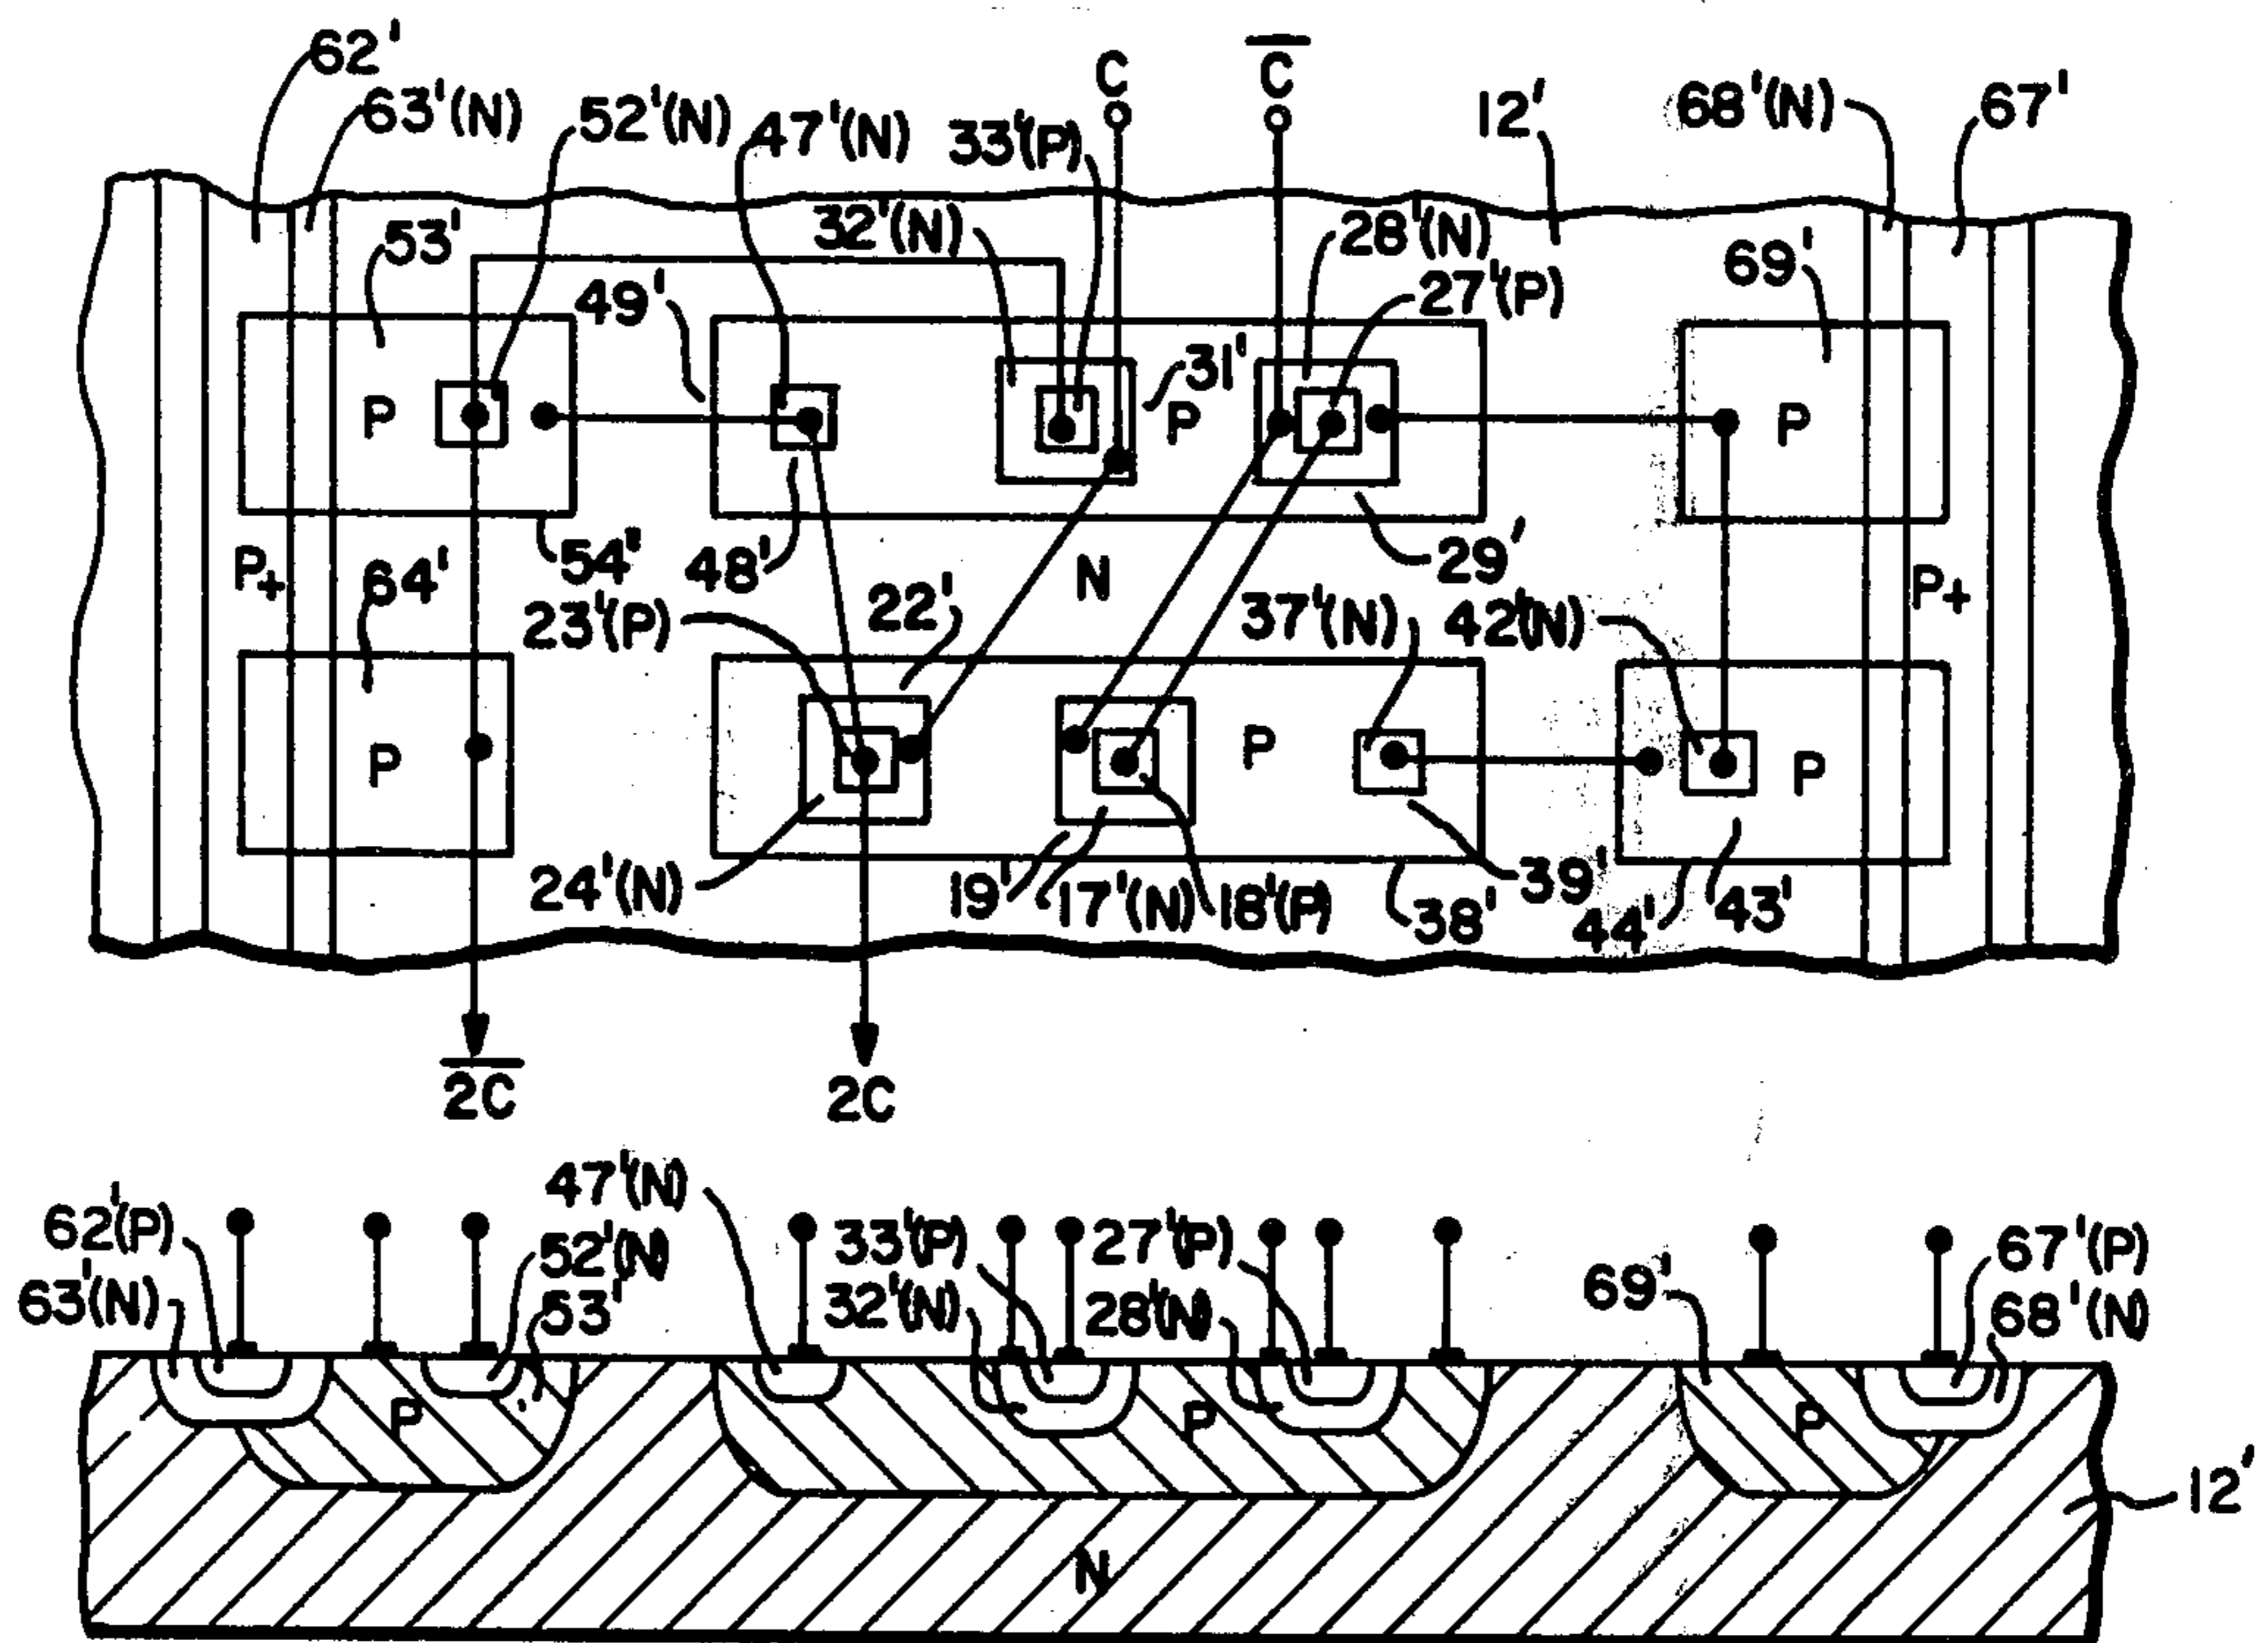 62'
63'(N)
52'(N)
47'(N)
33'(P)
C
C̅
12'
68'(N)
67'
53'
49'
32'(N)
31'
28'(N)
27'(P)
69'
P
P
P
P+
64'
54'
48'
N
29'
P+
23'(P)
22'
37'(N)
42'(N)
P
P
P
24'(N)
19'
17'(N)
18'(P)
38'
39'
44'
43'
2̅C̅
2C
62'(P)
63'(N)
47'(N)
52'(N)
53'
33'(P)
32'(N)
27'(P)
28'(N)
69'
67'(P)
68'(N)
P
P
P
N
12'